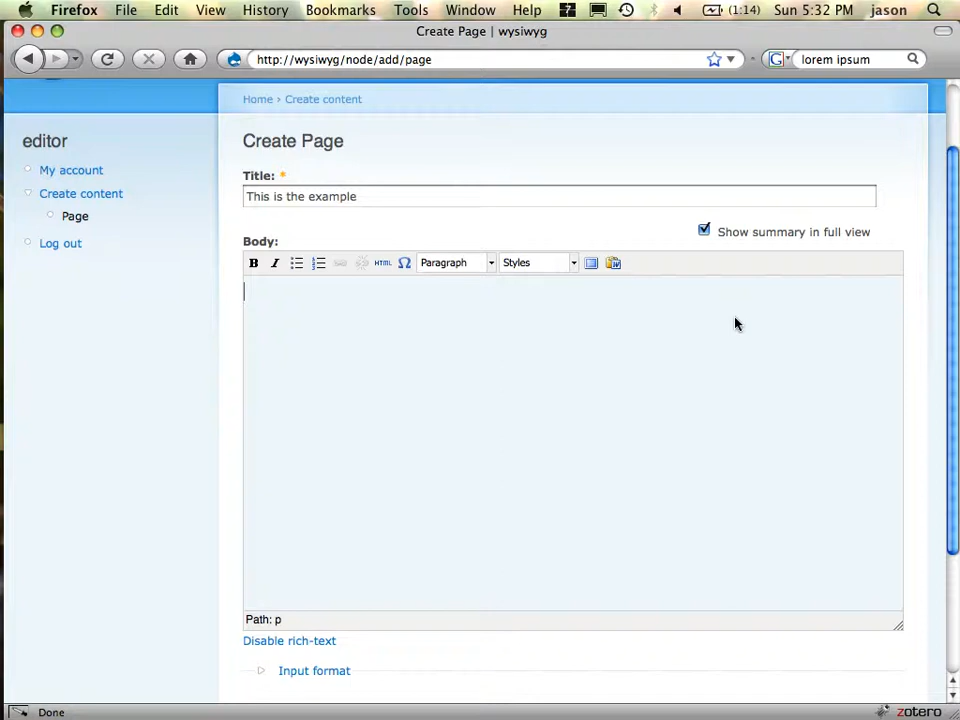 Firefox File Edit View History Bookmarks Tools Window Help (1:14) Sun 5:32 PM jason
Create Page | wysiwyg
http://wysiwyg/node/add/page G lorem ipsum
Home › Create content
editor
My account
Create content
Page
Log out
Create Page
Title: *
This is the example
Show summary in full view
Body:
B I HTML Ω Paragraph Styles
Path: p
Disable rich-text
Input format
Done zotero